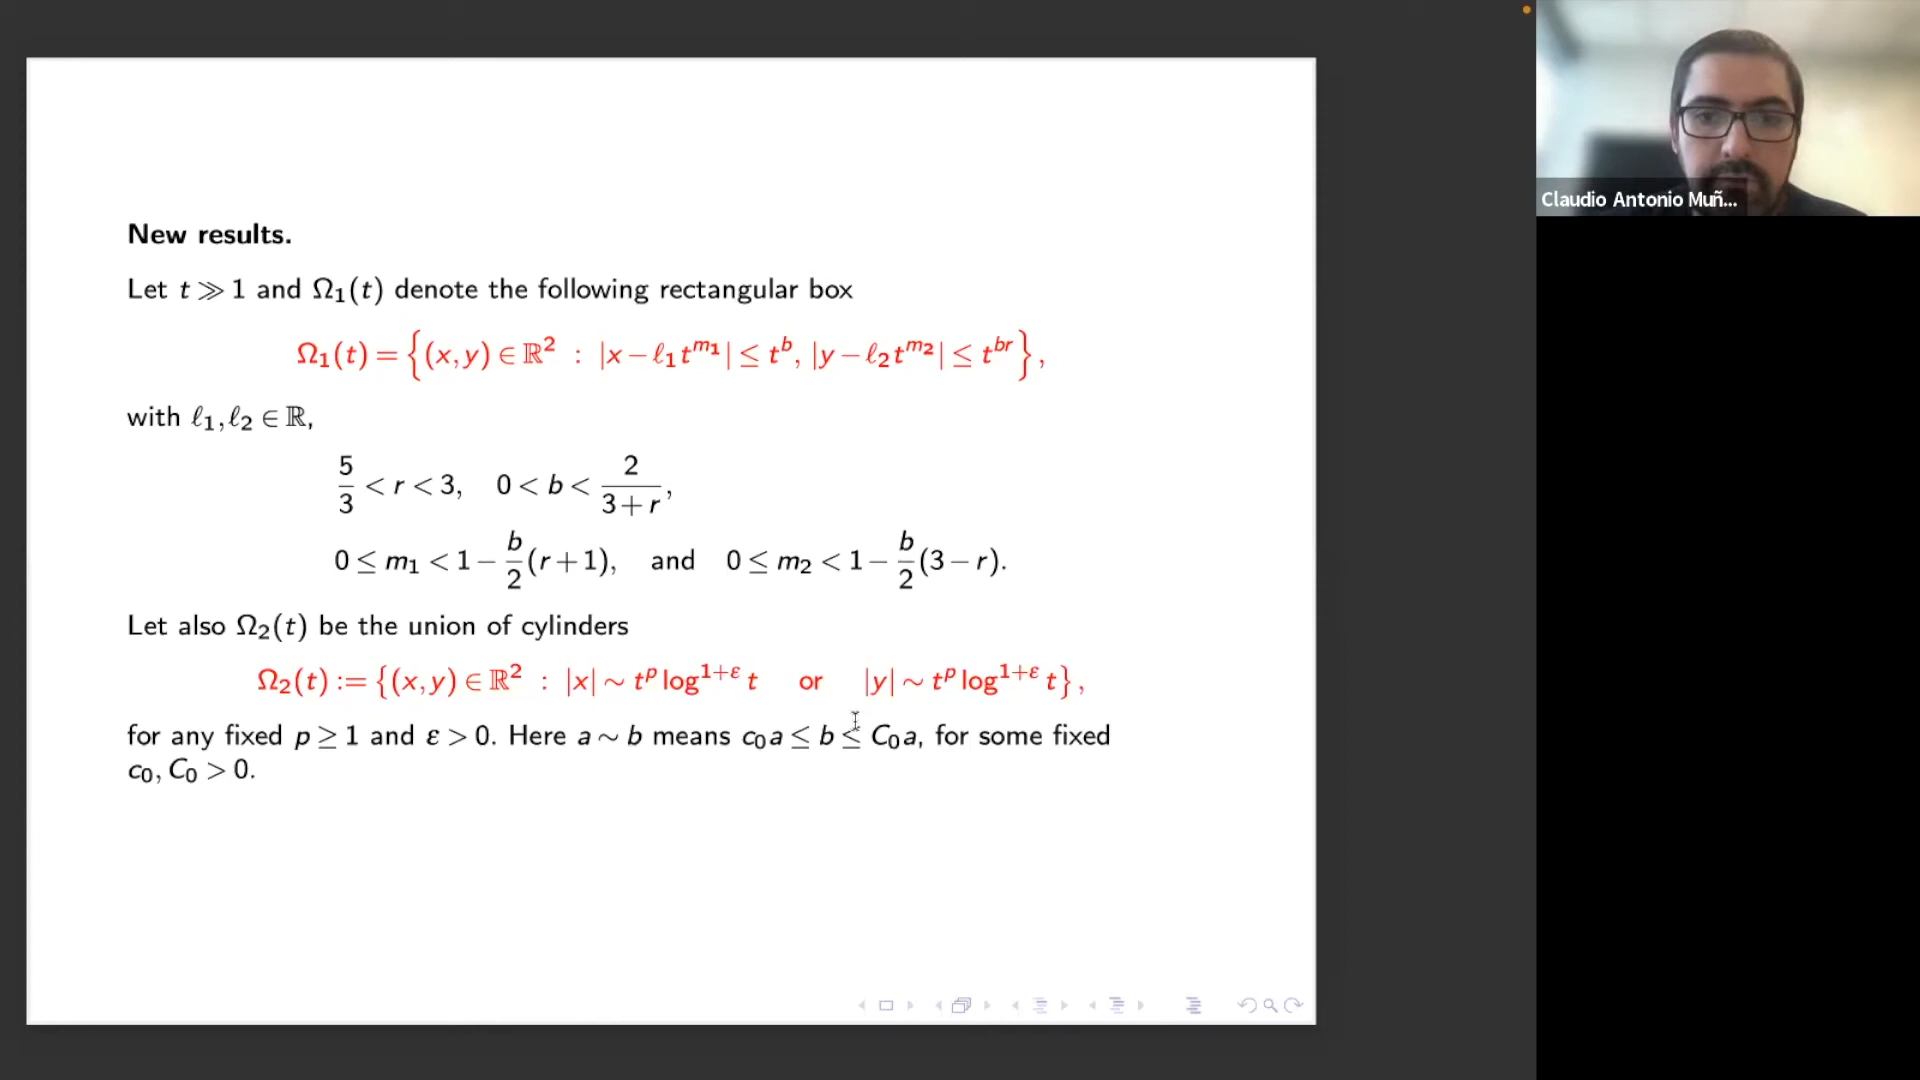 New results.
Let t ≫ 1 and Ω₁(t) denote the following rectangular box
Ω₁(t) = {(x, y) ∈ ℝ² : |x − ℓ₁t^{m₁}| ≤ t^b, |y − ℓ₂t^{m₂}| ≤ t^{br}},
with ℓ₁, ℓ₂ ∈ ℝ,
5/3 < r < 3, 0 < b < 2/(3 + r),
0 ≤ m₁ < 1 − b/2 (r + 1), and 0 ≤ m₂ < 1 − b/2 (3 − r).
Let also Ω₂(t) be the union of cylinders
Ω₂(t) := {(x, y) ∈ ℝ² : |x| ∼ t^p log^{1+ε} t or |y| ∼ t^p log^{1+ε} t},
for any fixed p ≥ 1 and ε > 0. Here a ∼ b means c₀a ≤ b ≤ C₀a, for some fixed
c₀, C₀ > 0.
Claudio Antonio Muñ...